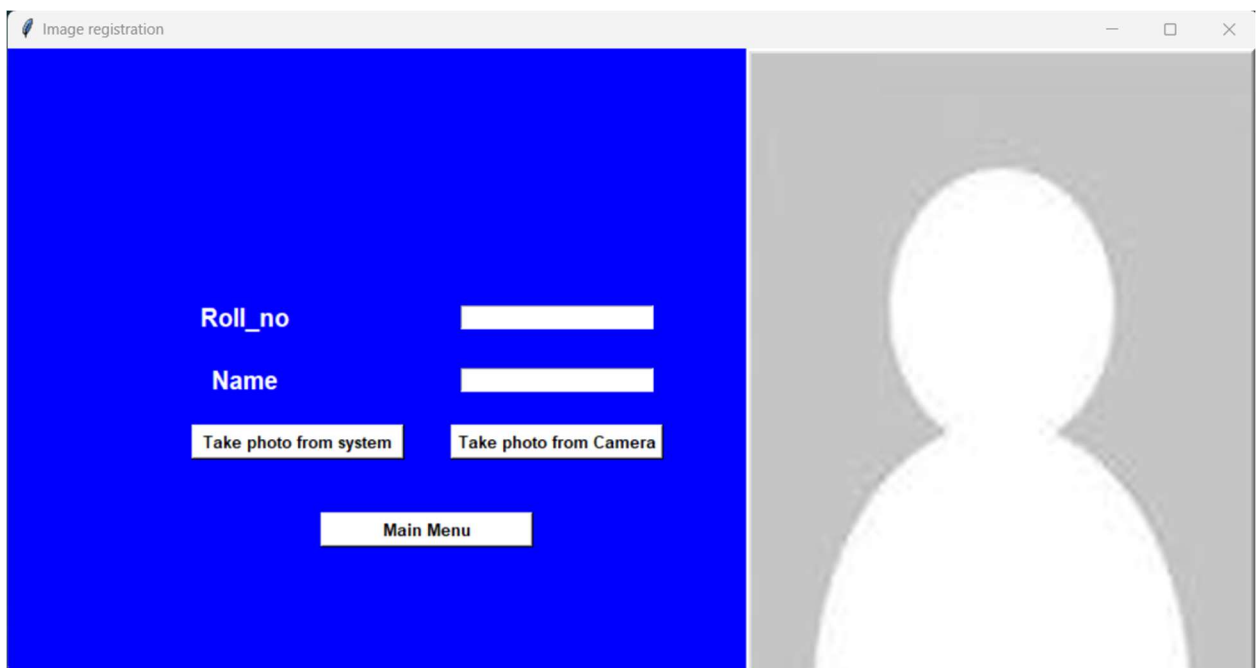 Image registration
Roll_no
Name
Take photo from system Take photo from Camera
Main Menu